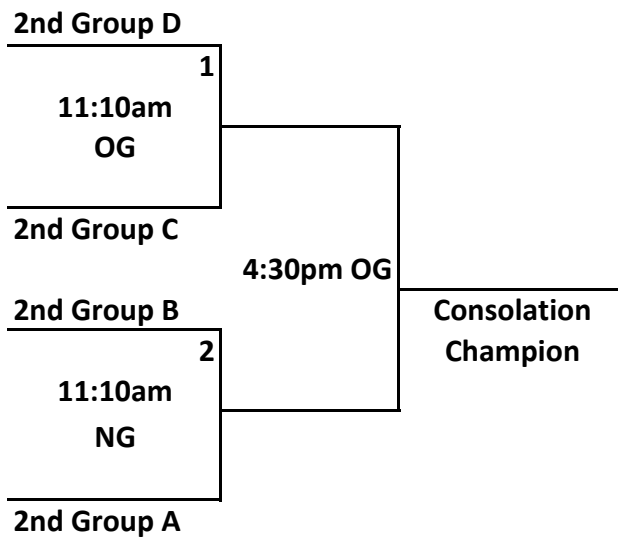 2nd Group D
1
11:10am
OG
2nd Group C
4:30pm OG
2nd Group B
Consolation
Champion
2
11:10am
NG
2nd Group A